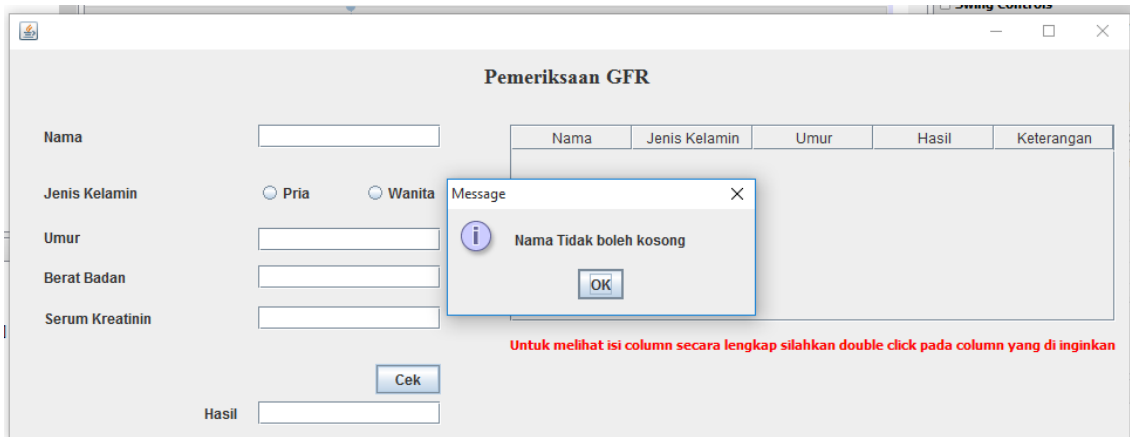 Swing Controls
Pemeriksaan GFR
Nama
Nama Jenis Kelamin Umur Hasil Keterangan
Jenis Kelamin Pria Wanita
Message
Nama Tidak boleh kosong
OK
Umur
Berat Badan
Serum Kreatinin
Untuk melihat isi column secara lengkap silahkan double click pada column yang di inginkan
Cek
Hasil